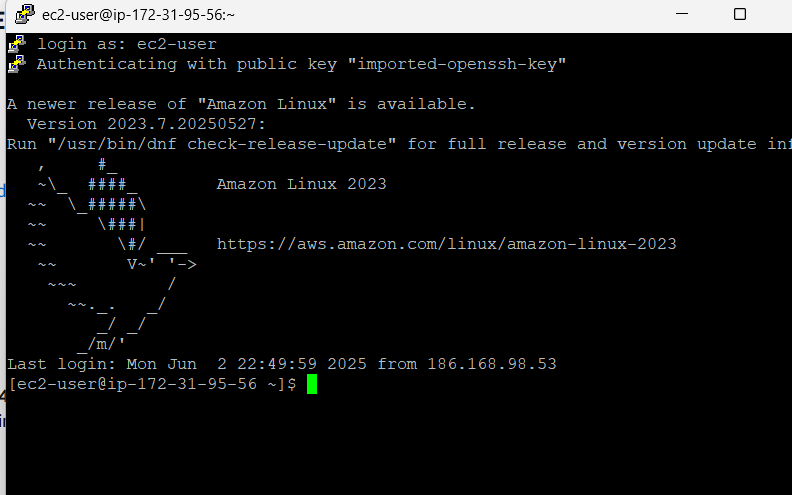 ec2-user@ip-172-31-95-56:~
login as: ec2-user
Authenticating with public key "imported-openssh-key"
A newer release of "Amazon Linux" is available.
  Version 2023.7.20250527:
Run "/usr/bin/dnf check-release-update" for full release and version update inf
   ,     #_
   ~\_  ####_        Amazon Linux 2023
  ~~  \_#####\
  ~~     \###|
  ~~       \#/ ___   https://aws.amazon.com/linux/amazon-linux-2023
   ~~       V~' '->
    ~~~         /
      ~~._.   _/
         _/ _/
       _/m/'
Last login: Mon Jun  2 22:49:59 2025 from 186.168.98.53
[ec2-user@ip-172-31-95-56 ~]$